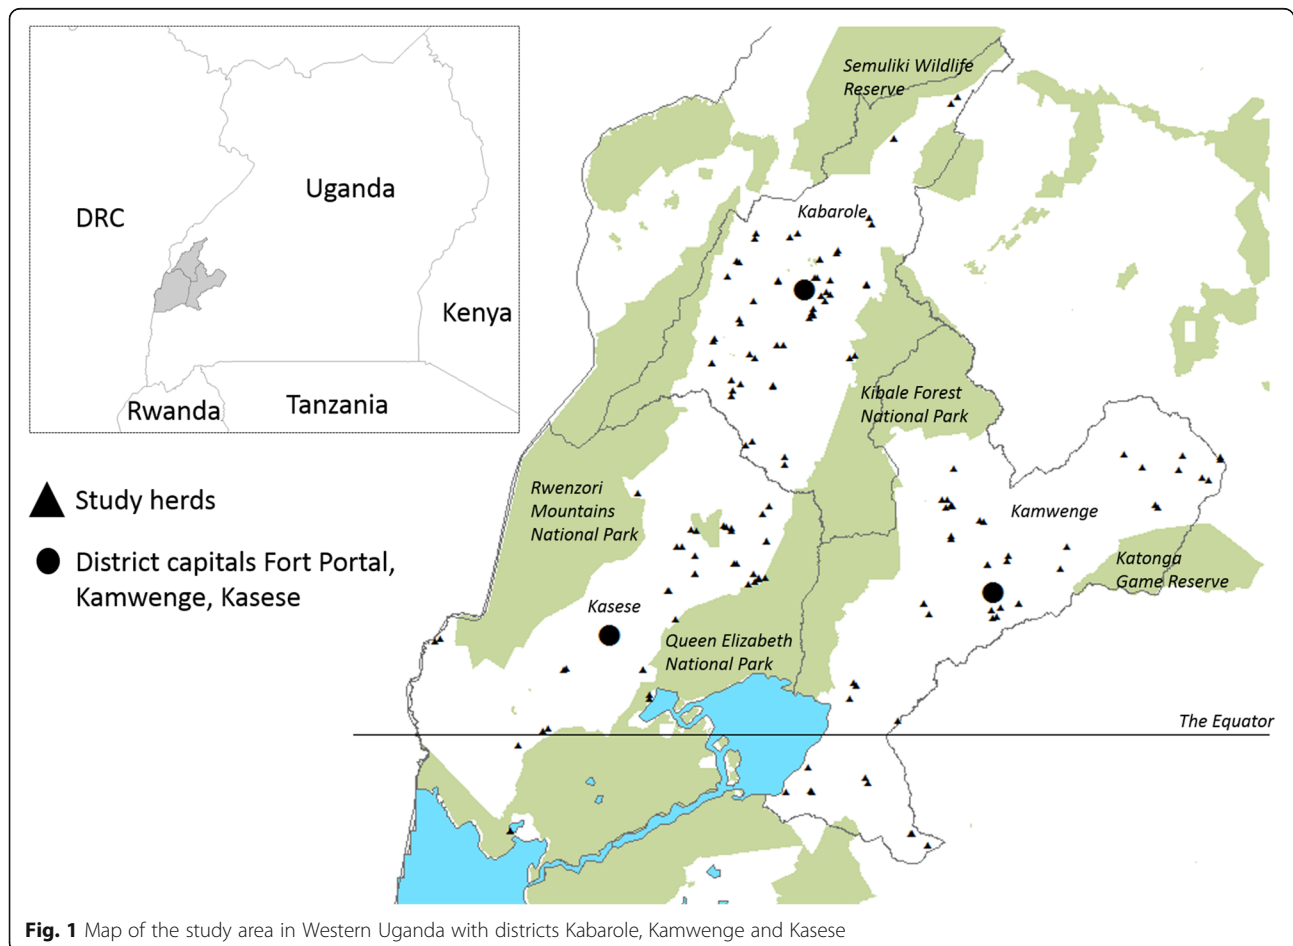 DRC
Uganda
Kenya
Rwanda
Tanzania
Study herds
District capitals Fort Portal,
Kamwenge, Kasese
Semuliki Wildlife
Reserve
Kabarole
Kibale Forest
National Park
Rwenzori
Mountains
National Park
Kamwenge
Katonga
Game Reserve
Kasese
Queen Elizabeth
National Park
The Equator
Fig. 1 Map of the study area in Western Uganda with districts Kabarole, Kamwenge and Kasese